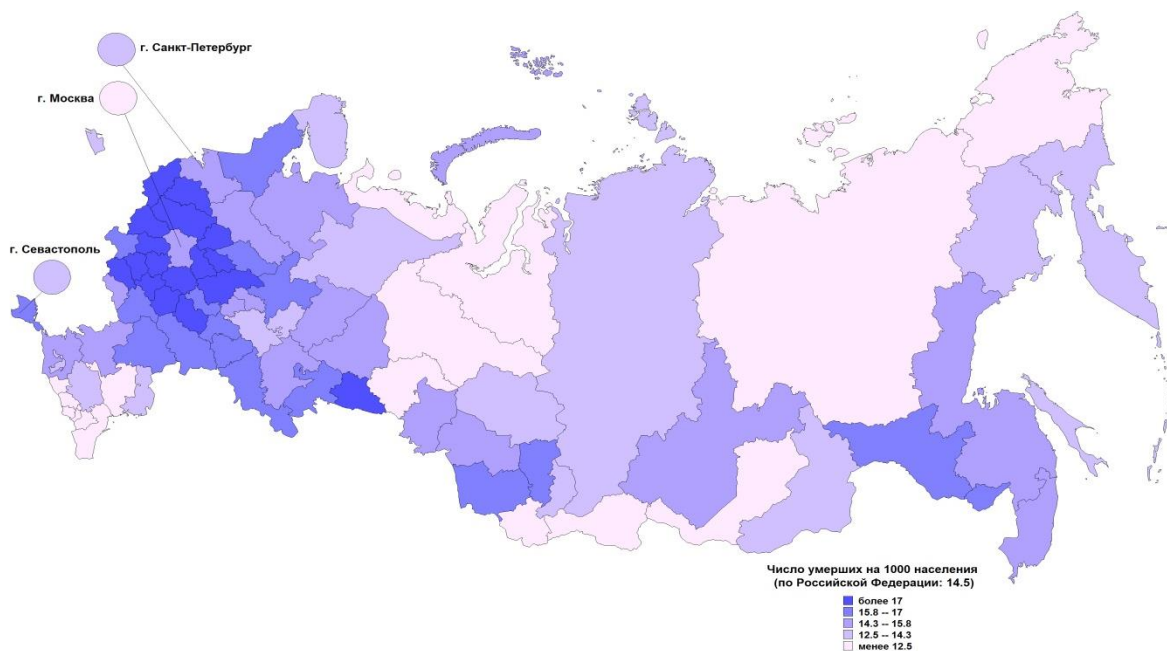 г. Санкт-Петербург
г. Москва
г. Севастополь
Число умерших на 1000 населения
(по Российской Федерации: 14.5)
более 17
15.8 -- 17
14.3 -- 15.8
12.5 -- 14.3
менее 12.5